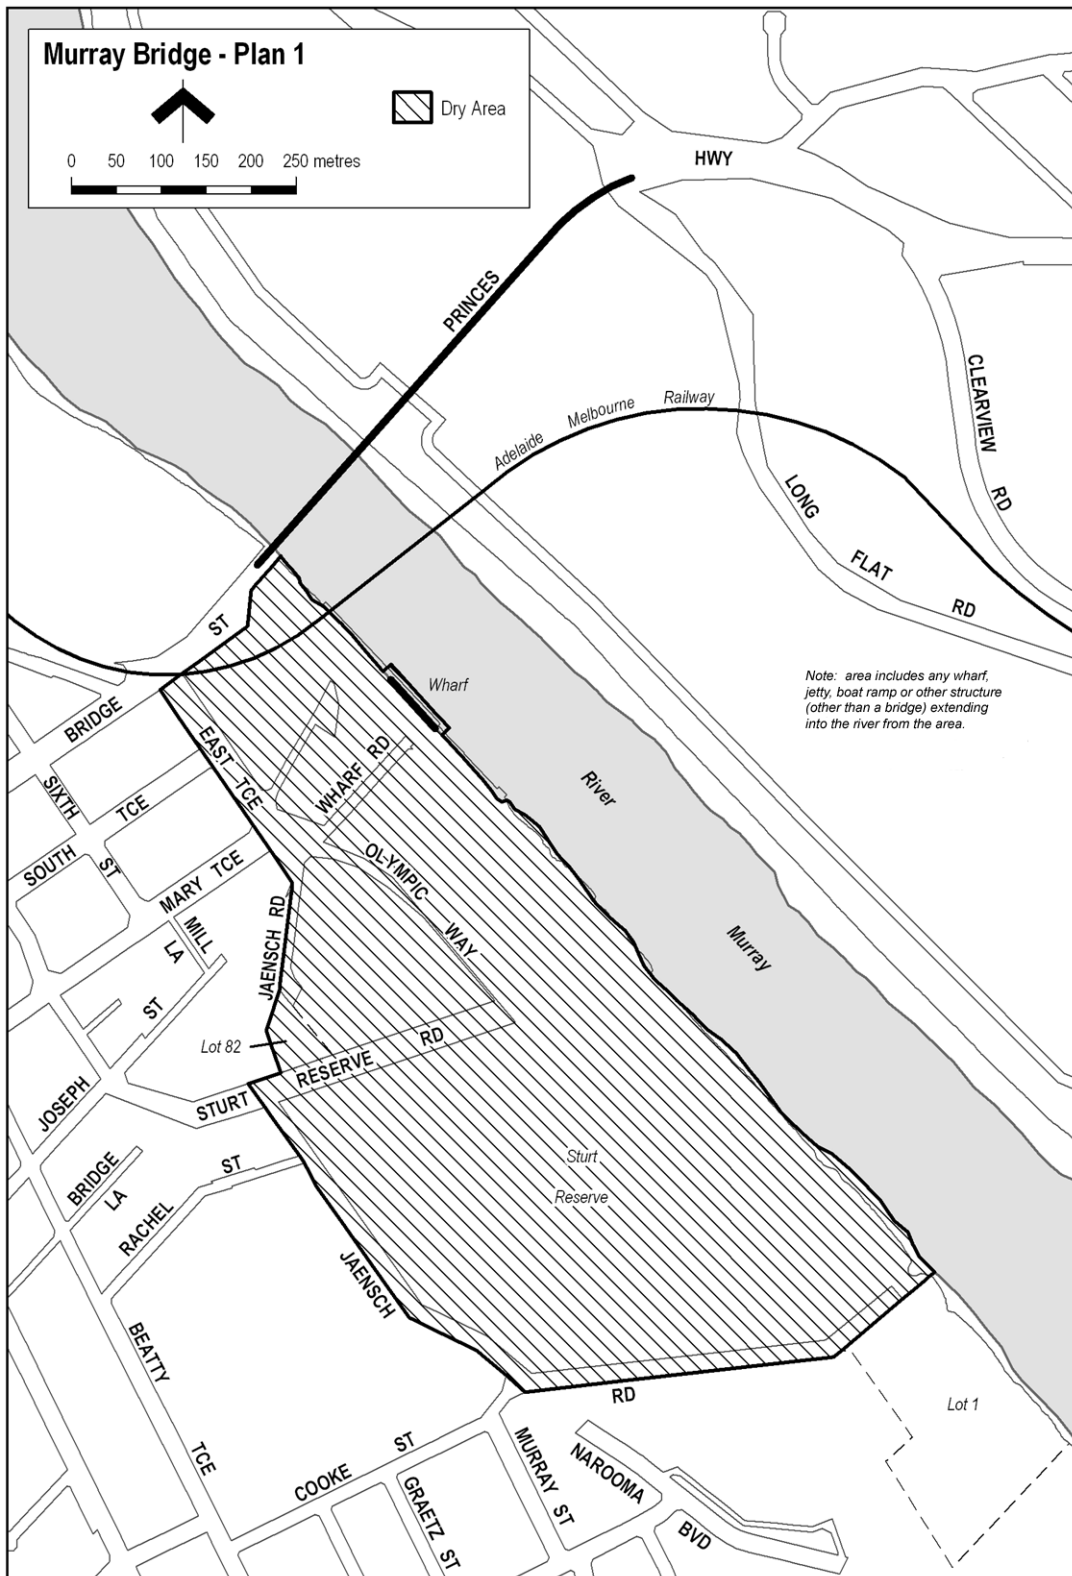 Murray Bridge - Plan 1
Dry Area
0 50 100 150 200 250 metres
HWY
PRINCES
CLEARVIEW
RD
Adelaide Melbourne Railway
LONG
FLAT
RD
ST
BRIDGE
Note: area includes any wharf,
jetty, boat ramp or other structure
(other than a bridge) extending
into the river from the area.
Wharf
EAST TCE
WHARF RD
SIXTH
ST
SOUTH
TCE
River
MARY TCE
OLYMPIC
WAY
MILL
LA
JAENSCH RD
Murray
ST
Lot 82
RESERVE
RD
STURT
JOSEPH
BRIDGE
LA
RACHEL
ST
Sturt
Reserve
JAENSCH
BEATTY
TCE
RD
Lot 1
COOKE
ST
MURRAY ST
NAROOMA
BVD
GRAETZ ST